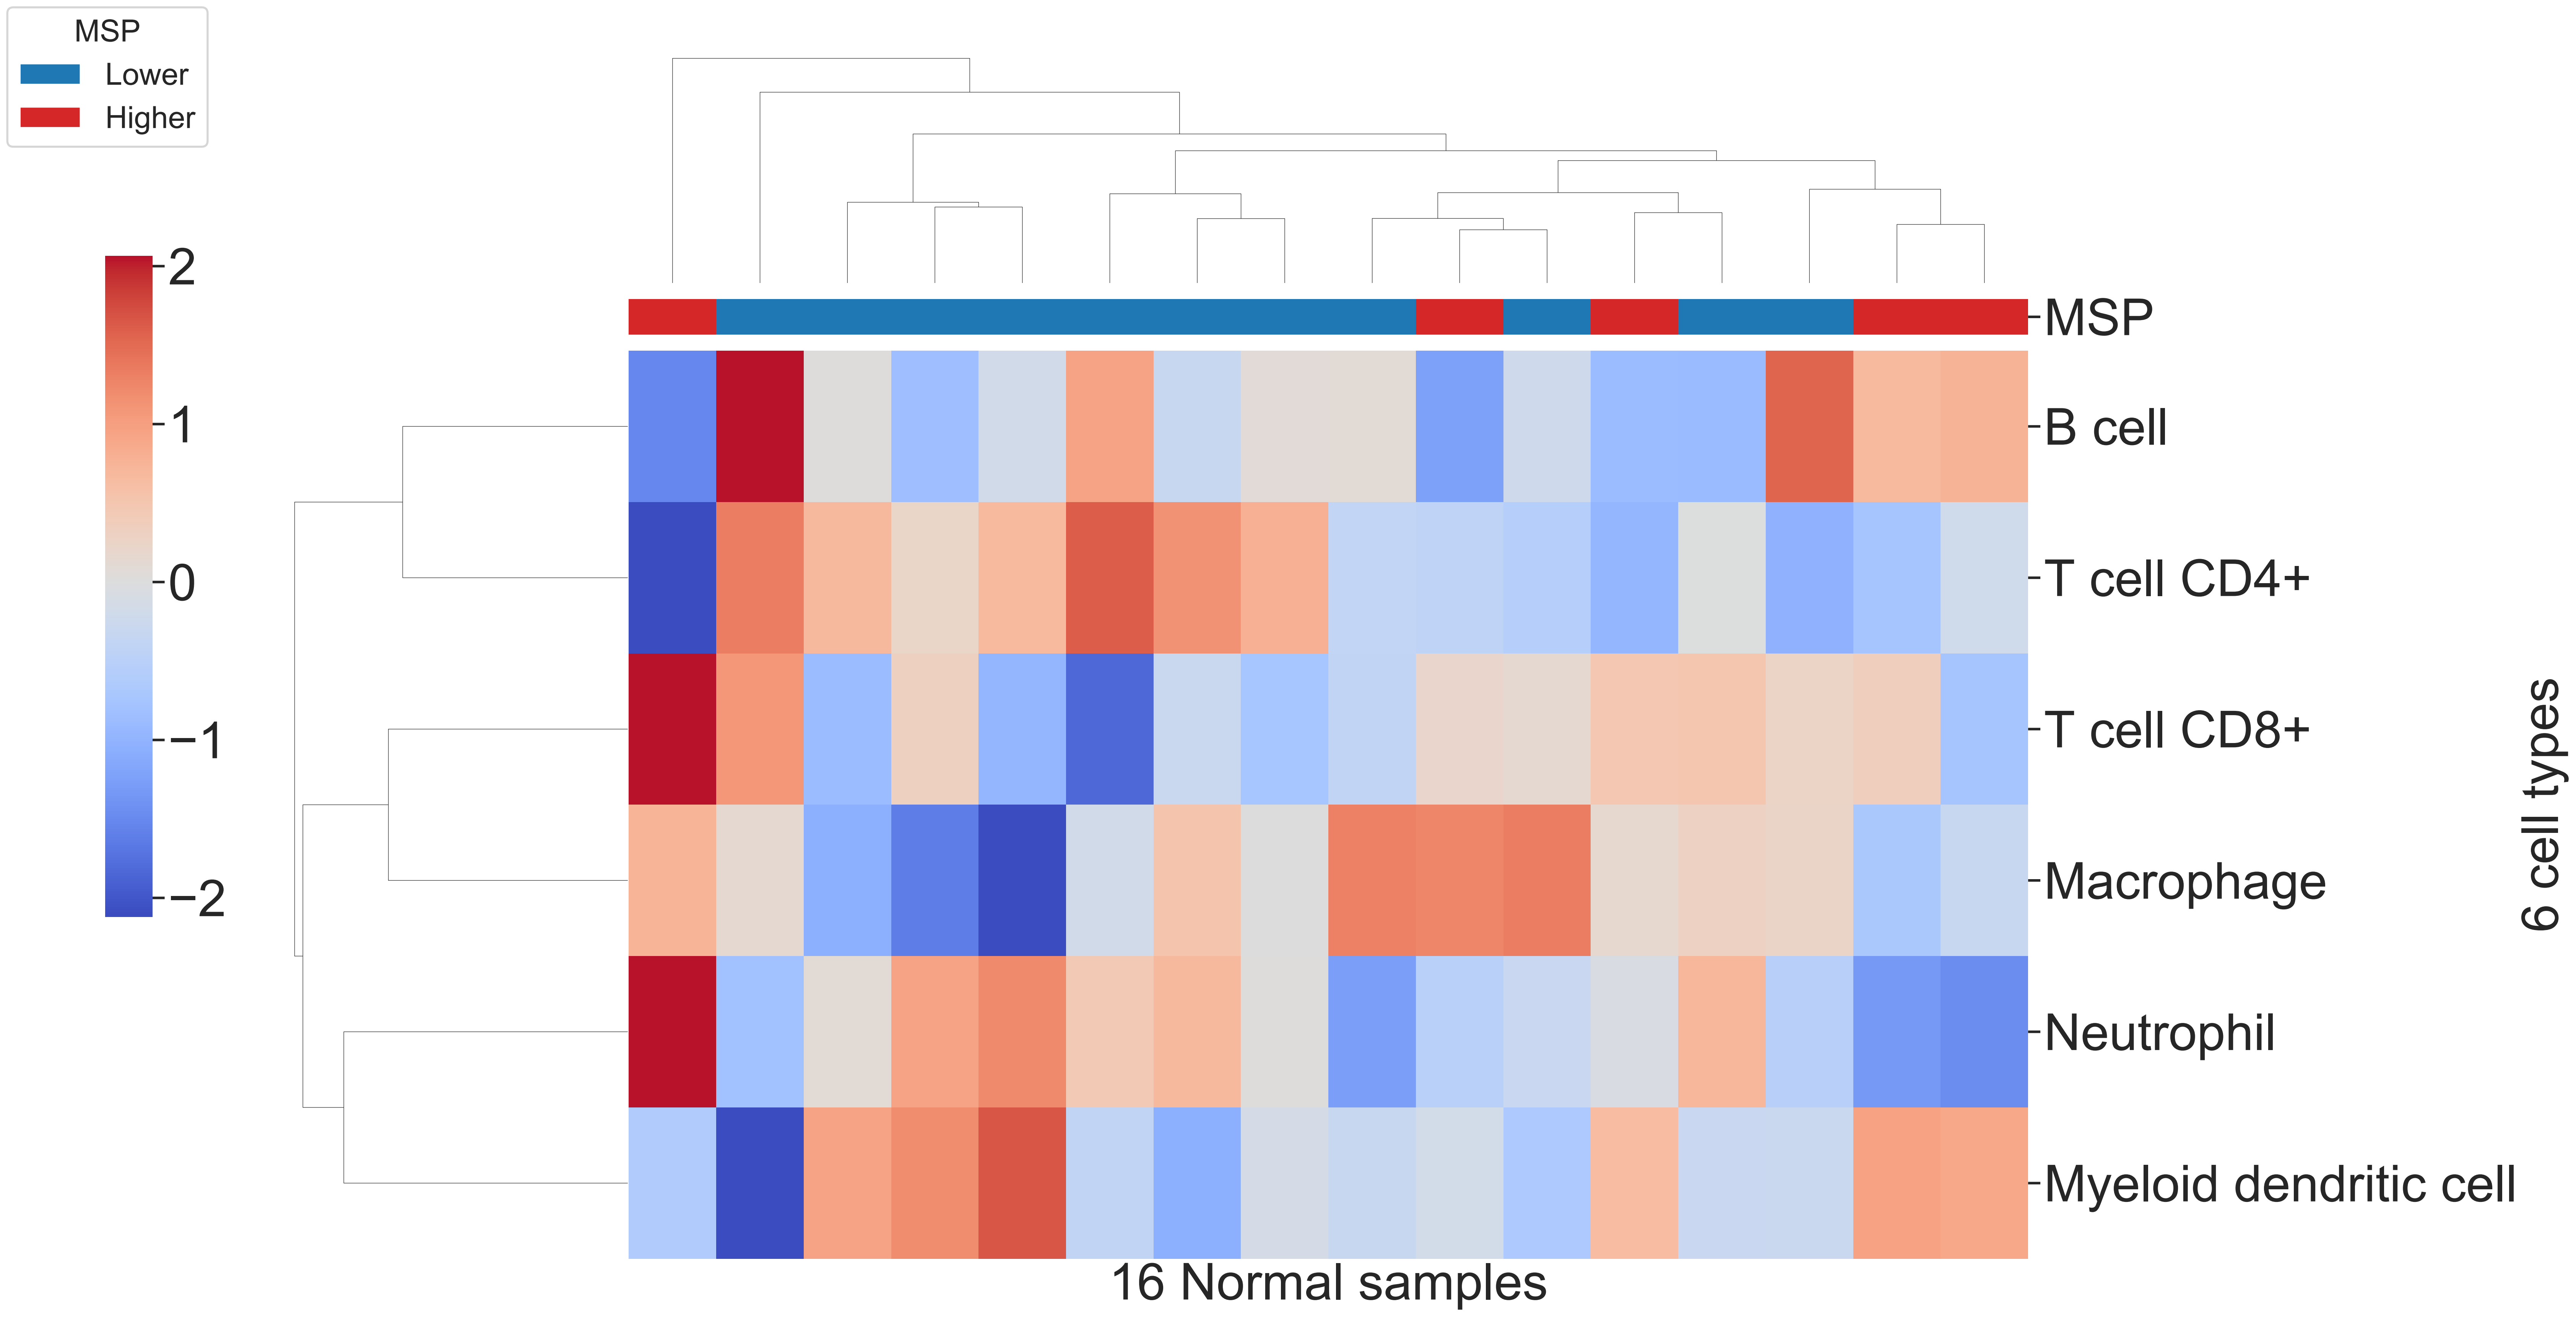 MSP
Lower
Higher
2
1
0
−1
−2
MSP
B cell
T cell CD4+
T cell CD8+
Macrophage
Neutrophil
Myeloid dendritic cell
6 cell types
16 Normal samples